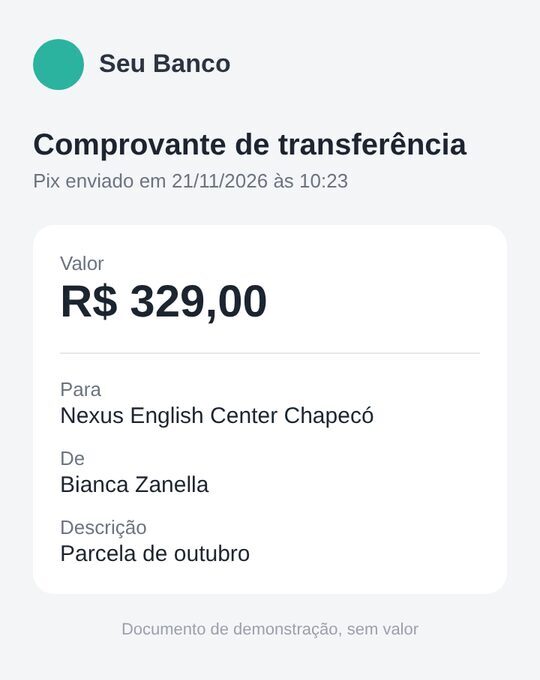 Seu Banco
Comprovante de transferência
Pix enviado em 21/11/2026 às 10:23
Valor
R$ 329,00
Para
Nexus English Center Chapecó
De
Bianca Zanella
Descrição
Parcela de outubro
Documento de demonstração, sem valor